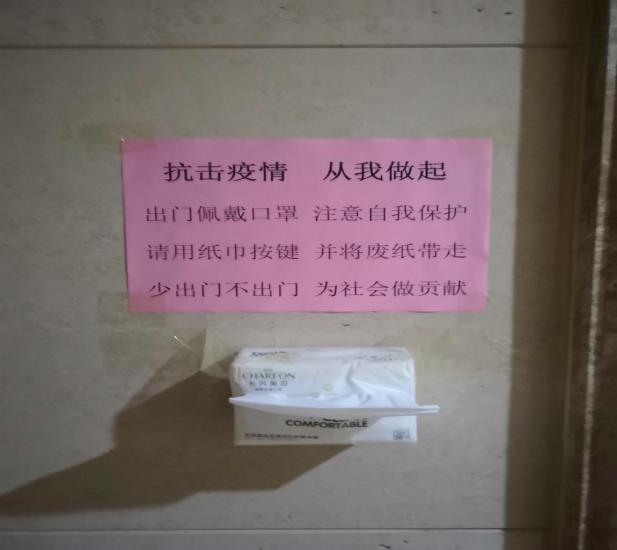 抗击疫情 从我做起
出门佩戴口罩 注意自我保护
请用纸巾按键 并将废纸带走
少出门不出门 为社会做贡献
CHARFON
COMFORTABLE